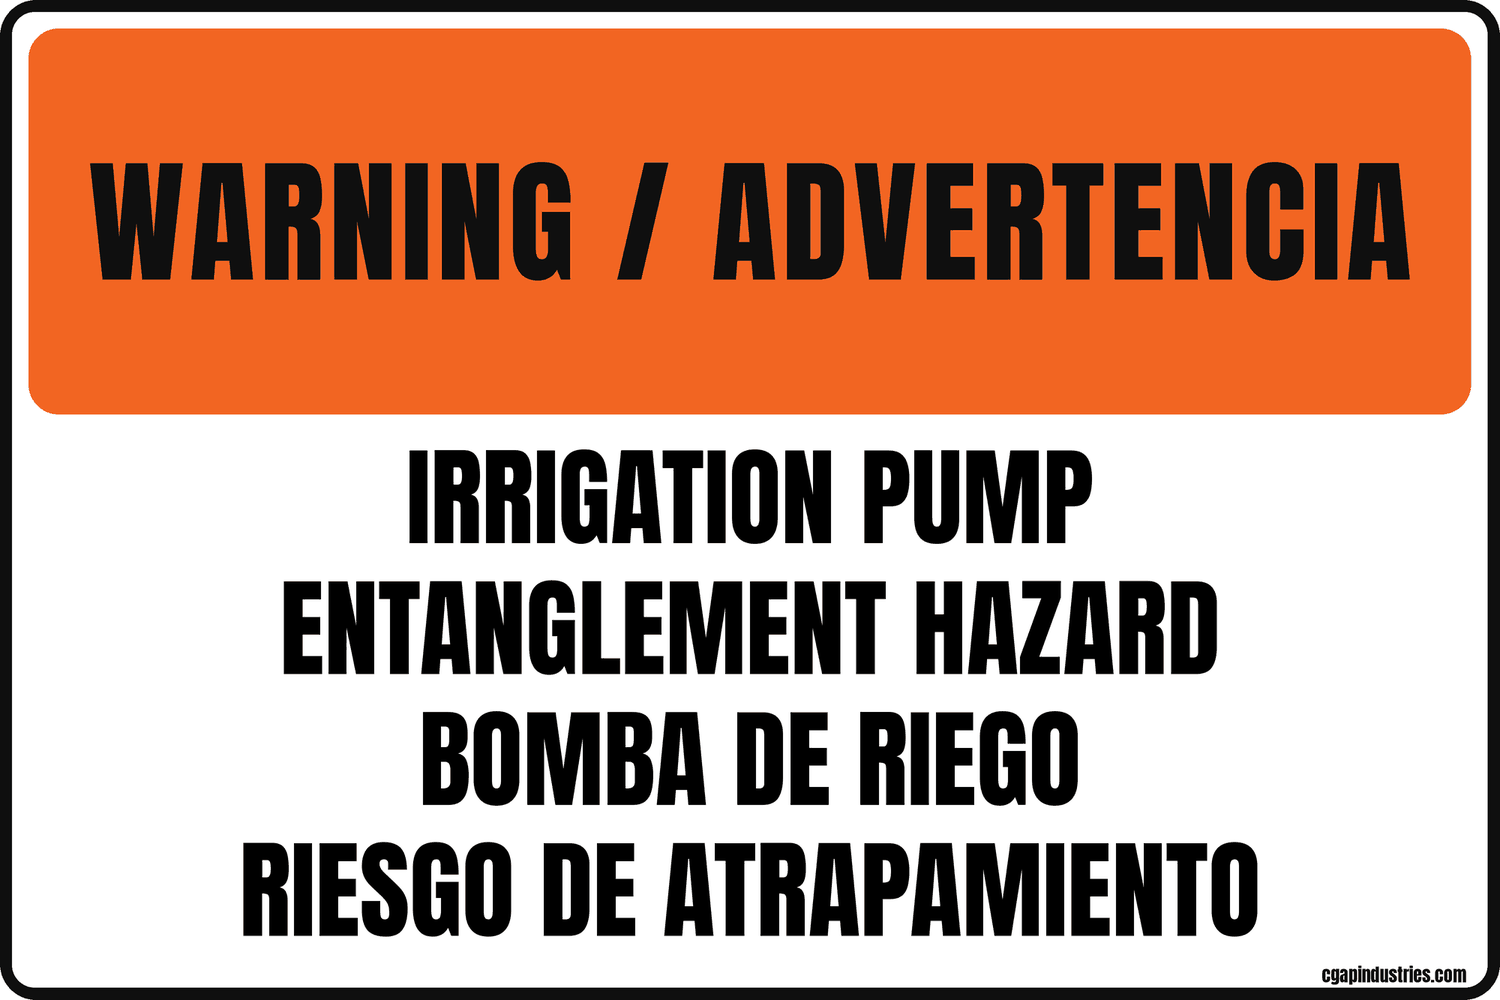 WARNING / ADVERTENCIA
IRRIGATION PUMP
ENTANGLEMENT HAZARD
BOMBA DE RIEGO
RIESGO DE ATRAPAMIENTO
cgapindustries.com